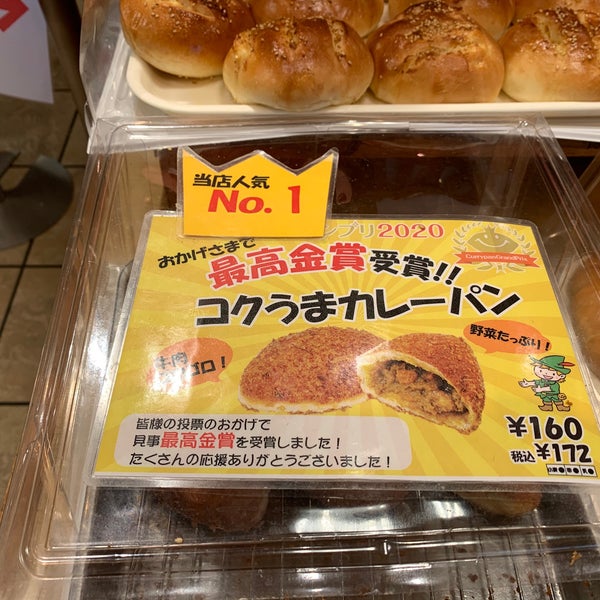 当店人気
No. 1
プリ2020
おかげさまで
最高金賞受賞!!
CurrypanGrandPrix
コクうまカレーパン
牛肉
ゴロ!
野菜たっぷり!
皆様の投票のおかげで
見事最高金賞を受賞しました!
たくさんの応援ありがとうございました!
¥160
税込¥172